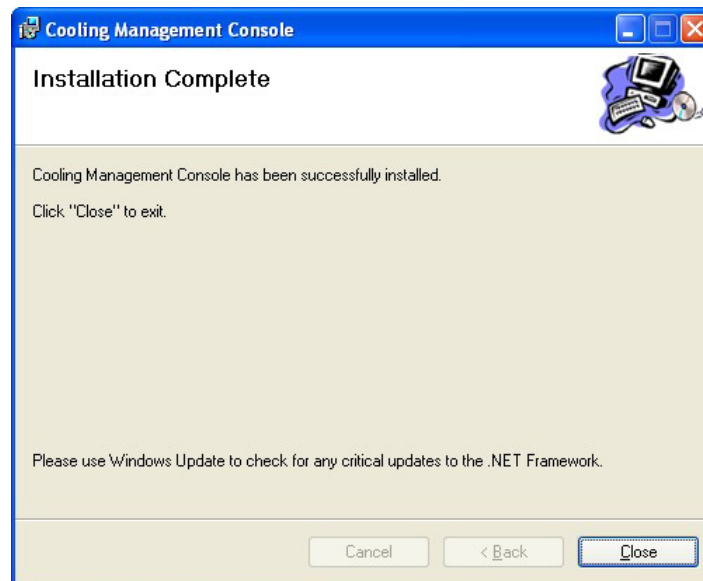 Cooling Management Console
Installation Complete
Cooling Management Console has been successfully installed.
Click "Close" to exit.
Please use Windows Update to check for any critical updates to the .NET Framework.
Cancel
< Back
Close